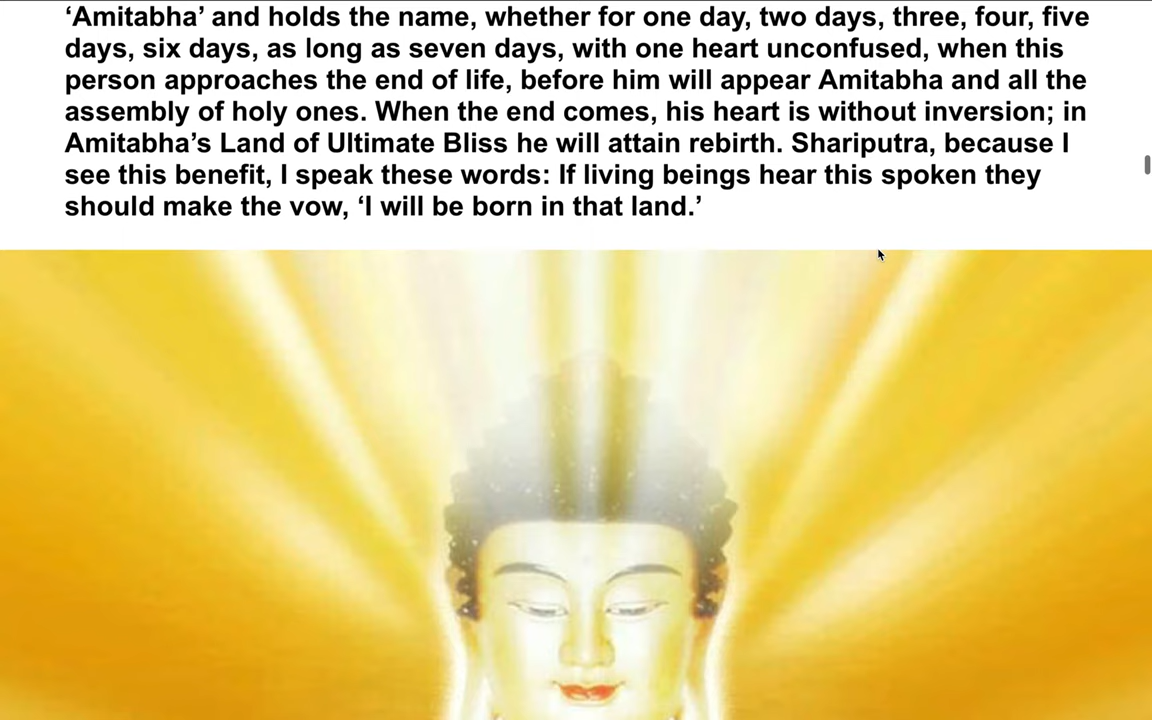 ‘Amitabha’ and holds the name, whether for one day, two days, three, four, five
days, six days, as long as seven days, with one heart unconfused, when this
person approaches the end of life, before him will appear Amitabha and all the
assembly of holy ones. When the end comes, his heart is without inversion; in
Amitabha’s Land of Ultimate Bliss he will attain rebirth. Shariputra, because I
see this benefit, I speak these words: If living beings hear this spoken they
should make the vow, ‘I will be born in that land.’